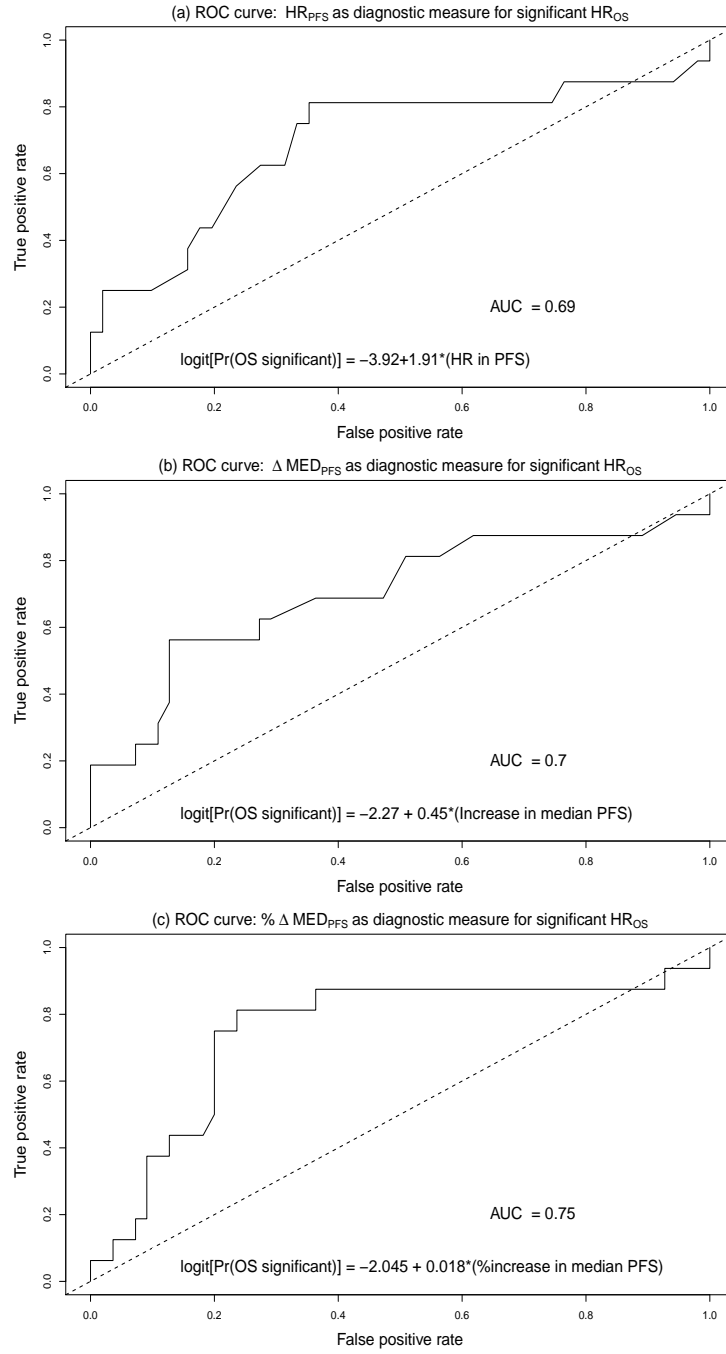 (a) ROC curve: HR_PFS as diagnostic measure for significant HR_OS
True positive rate
1.0
0.8
0.6
0.4
0.2
0.0
AUC = 0.69
logit[Pr(OS significant)] = −3.92+1.91*(HR in PFS)
0.0 0.2 0.4 0.6 0.8 1.0
False positive rate
(b) ROC curve: Δ MED_PFS as diagnostic measure for significant HR_OS
True positive rate
1.0
0.8
0.6
0.4
0.2
0.0
AUC = 0.7
logit[Pr(OS significant)] = −2.27 + 0.45*(Increase in median PFS)
0.0 0.2 0.4 0.6 0.8 1.0
False positive rate
(c) ROC curve: % Δ MED_PFS as diagnostic measure for significant HR_OS
True positive rate
1.0
0.8
0.6
0.4
0.2
0.0
AUC = 0.75
logit[Pr(OS significant)] = −2.045 + 0.018*(%increase in median PFS)
0.0 0.2 0.4 0.6 0.8 1.0
False positive rate